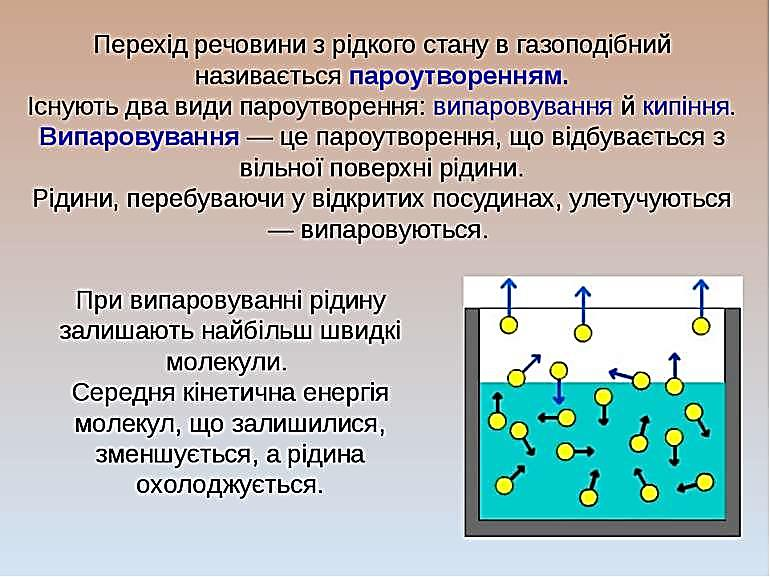 Перехід речовини з рідкого стану в газоподібний
називається пароутворенням.
Існують два види пароутворення: випаровування й кипіння.
Випаровування — це пароутворення, що відбувається з
вільної поверхні рідини.
Рідини, перебуваючи у відкритих посудинах, улетучуються
— випаровуються.
При випаровуванні рідину
залишають найбільш швидкі
молекули.
Середня кінетична енергія
молекул, що залишилися,
зменшується, а рідина
охолоджується.